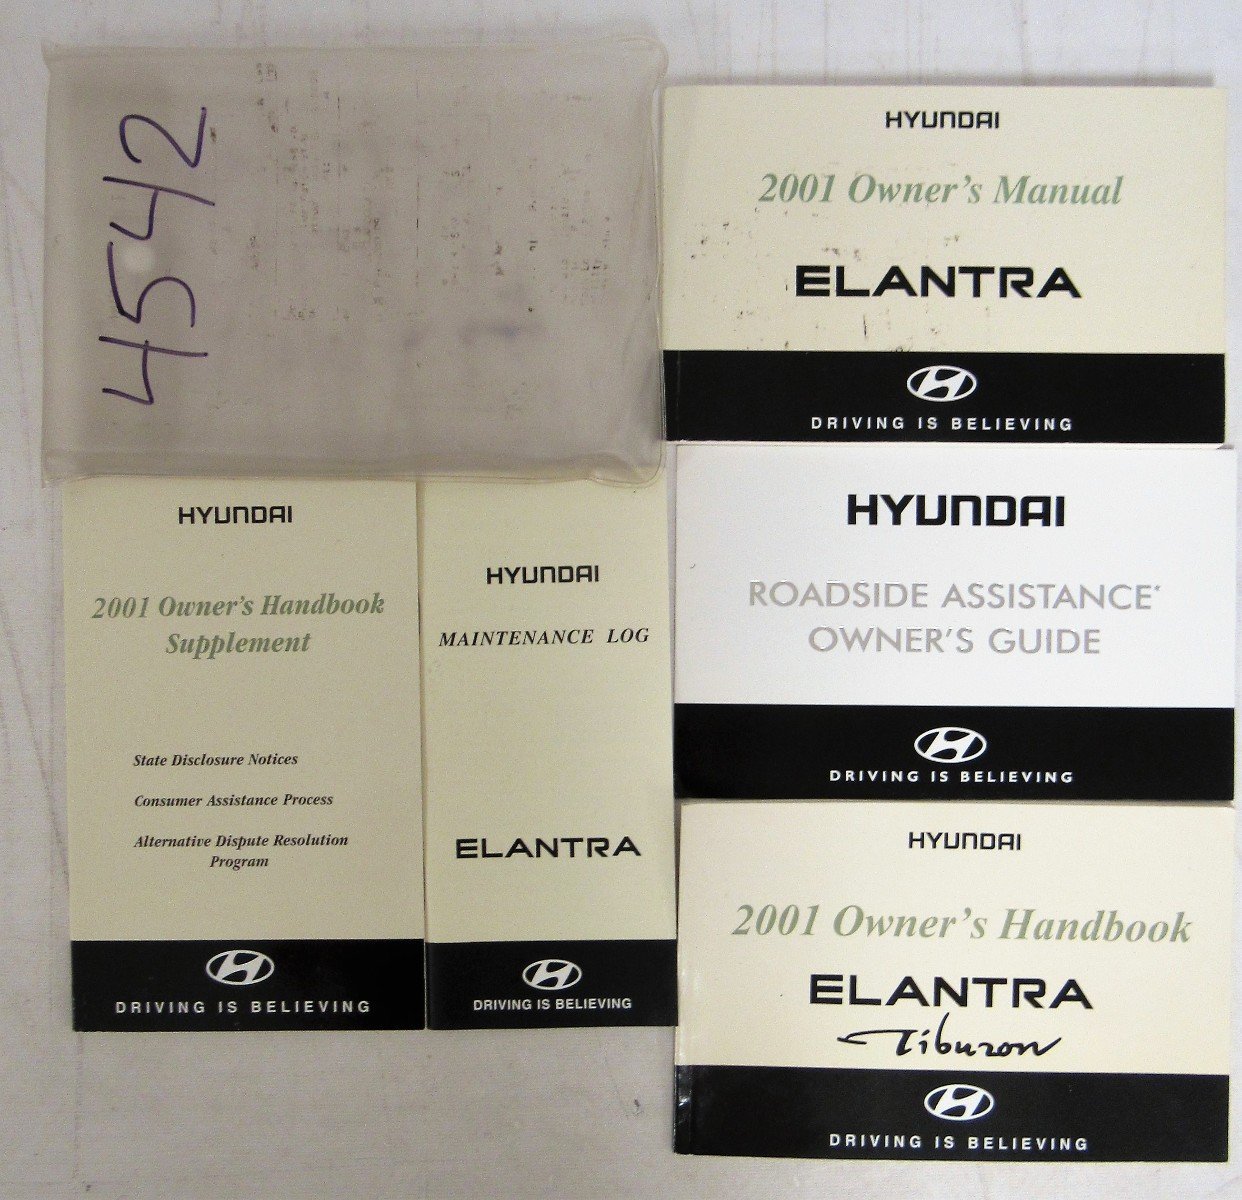 4542
HYUNDAI
2001 Owner's Manual
ELANTRA
DRIVING IS BELIEVING
HYUNDAI
ROADSIDE ASSISTANCE*
OWNER'S GUIDE
DRIVING IS BELIEVING
HYUNDAI
2001 Owner's Handbook
Supplement
State Disclosure Notices
Consumer Assistance Process
Alternative Dispute Resolution
Program
DRIVING IS BELIEVING
HYUNDAI
MAINTENANCE LOG
ELANTRA
DRIVING IS BELIEVING
HYUNDAI
2001 Owner's Handbook
ELANTRA
Tiburon
DRIVING IS BELIEVING